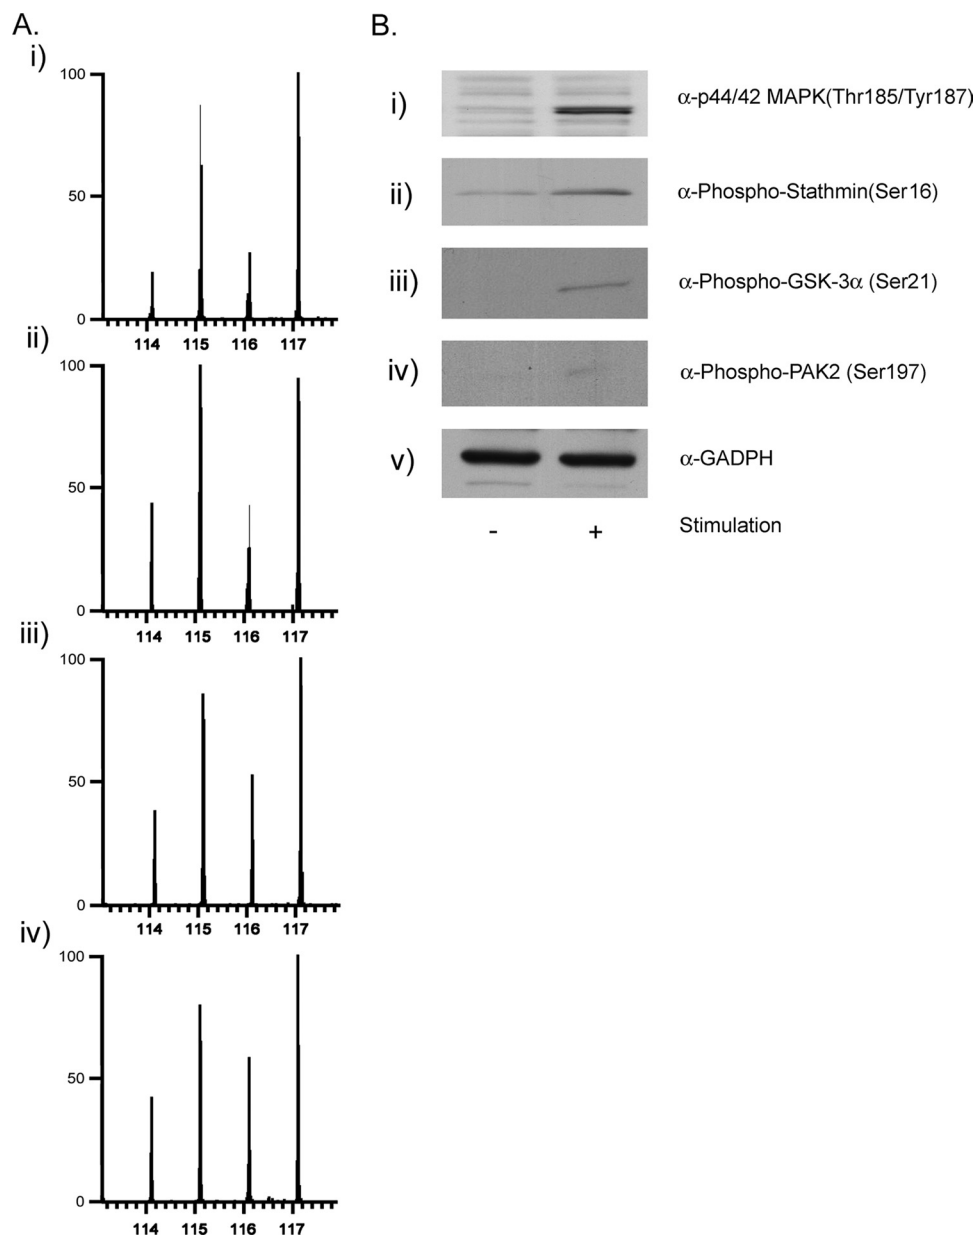 A.
i)
100
50
0
114 115 116 117
ii)
100
50
0
114 115 116 117
iii)
100
50
0
114 115 116 117
iv)
100
50
0
114 115 116 117
B.
i) α-p44/42 MAPK(Thr185/Tyr187)
ii) α-Phospho-Stathmin(Ser16)
iii) α-Phospho-GSK-3α (Ser21)
iv) α-Phospho-PAK2 (Ser197)
v) α-GADPH
- + Stimulation